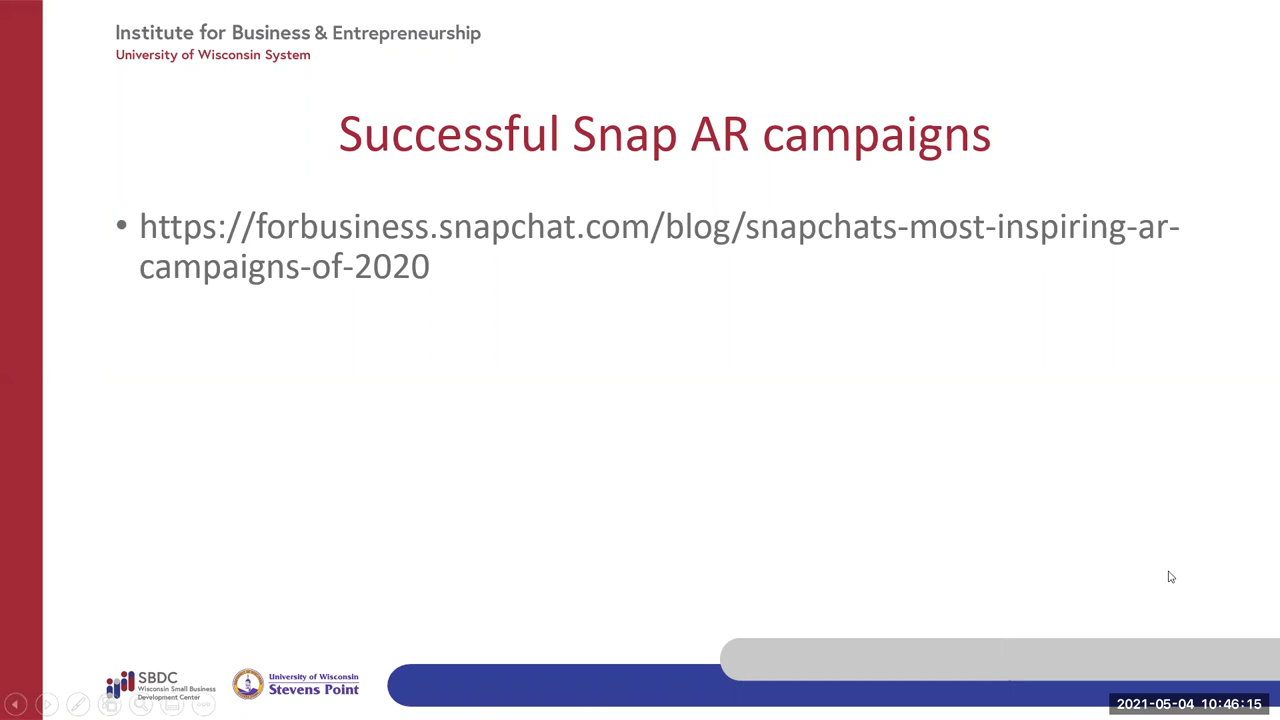 Institute for Business & Entrepreneurship
University of Wisconsin System
Successful Snap AR campaigns
• https://forbusiness.snapchat.com/blog/snapchats-most-inspiring-ar-
campaigns-of-2020
SBDC
Wisconsin Small Business
Development Center
University of Wisconsin
Stevens Point
2021-05-04 10:46:15